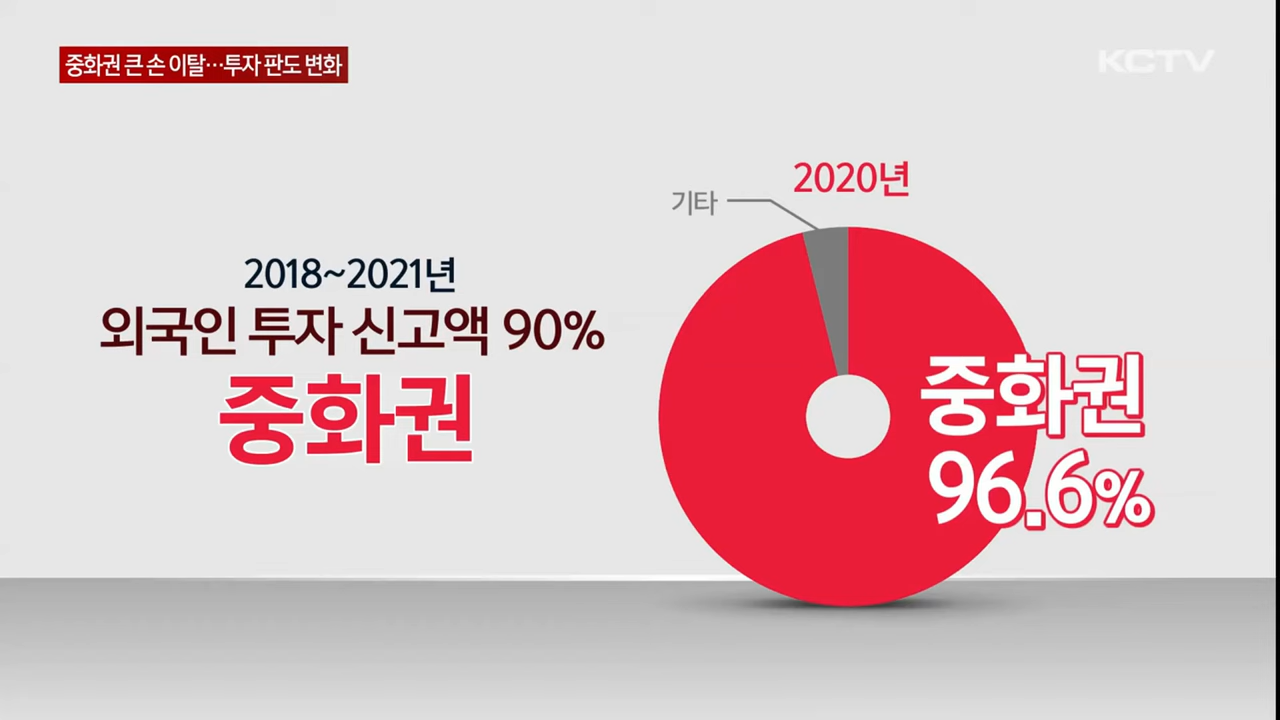 중화권 큰 손 이탈…투자 판도 변화
KCTV
2018~2021년
외국인 투자 신고액 90%
중화권
2020년
기타
중화권
96.6%